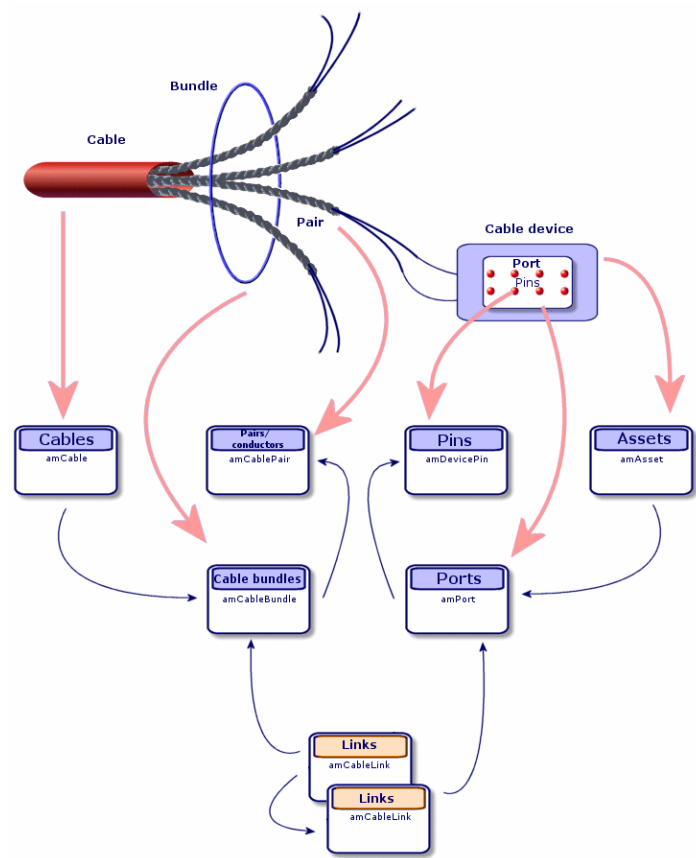 Bundle
Cable
Pair
Cable device
Port
Pins
Cables
amCable
Pairs/
conductors
amCablePair
Pins
amDevicePin
Assets
amAsset
Cable bundles
amCableBundle
Ports
amPort
Links
amCableLink
Links
amCableLink